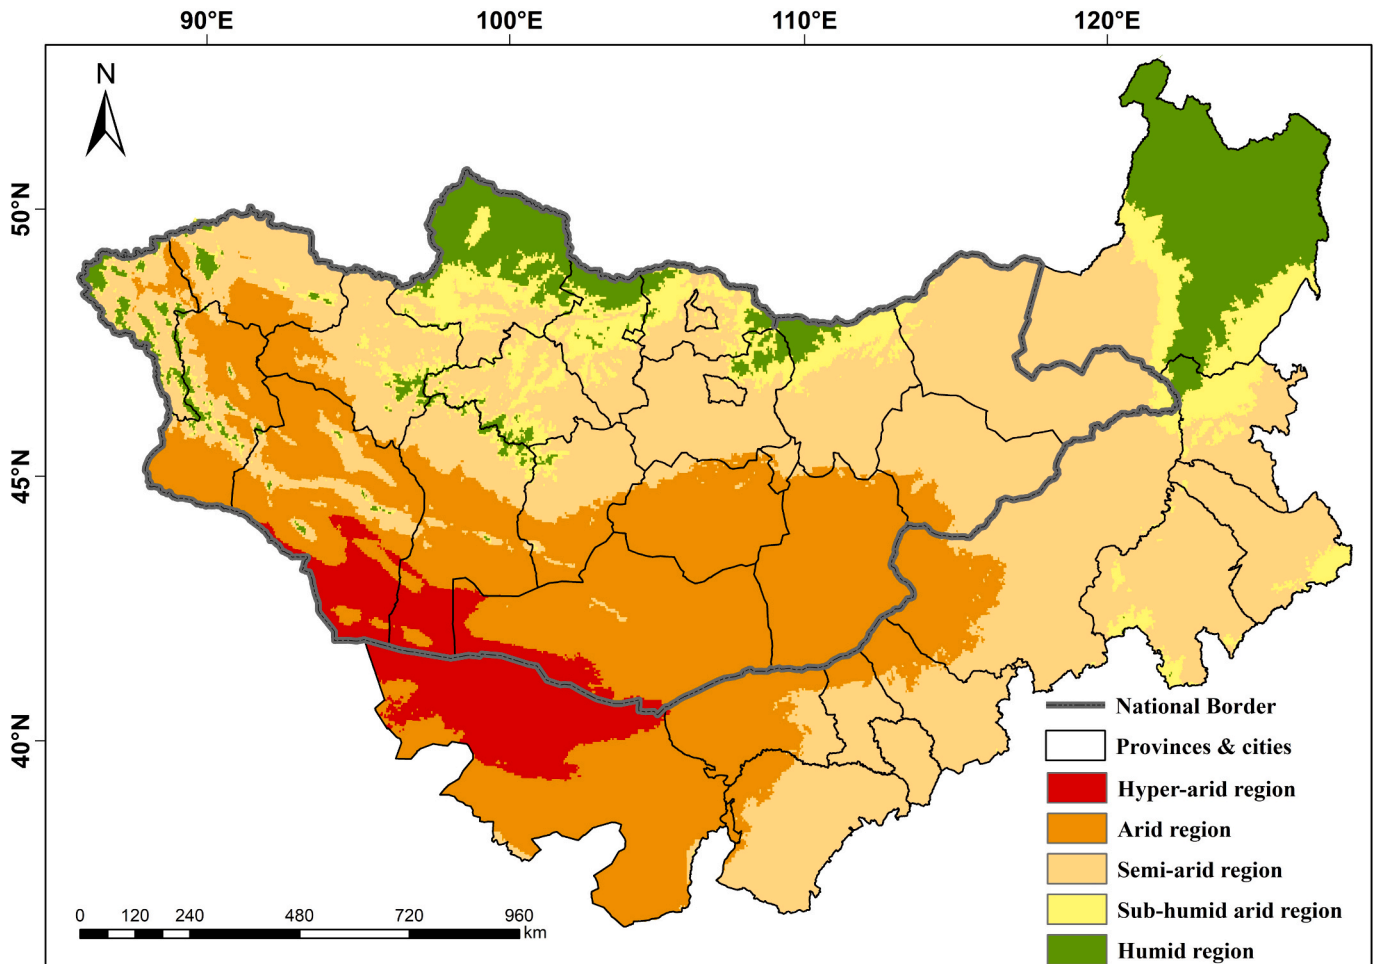 90°E 100°E 110°E 120°E
N
50°N
45°N
40°N
National Border
Provinces & cities
Hyper-arid region
Arid region
Semi-arid region
Sub-humid arid region
Humid region
0 120 240 480 720 960
km